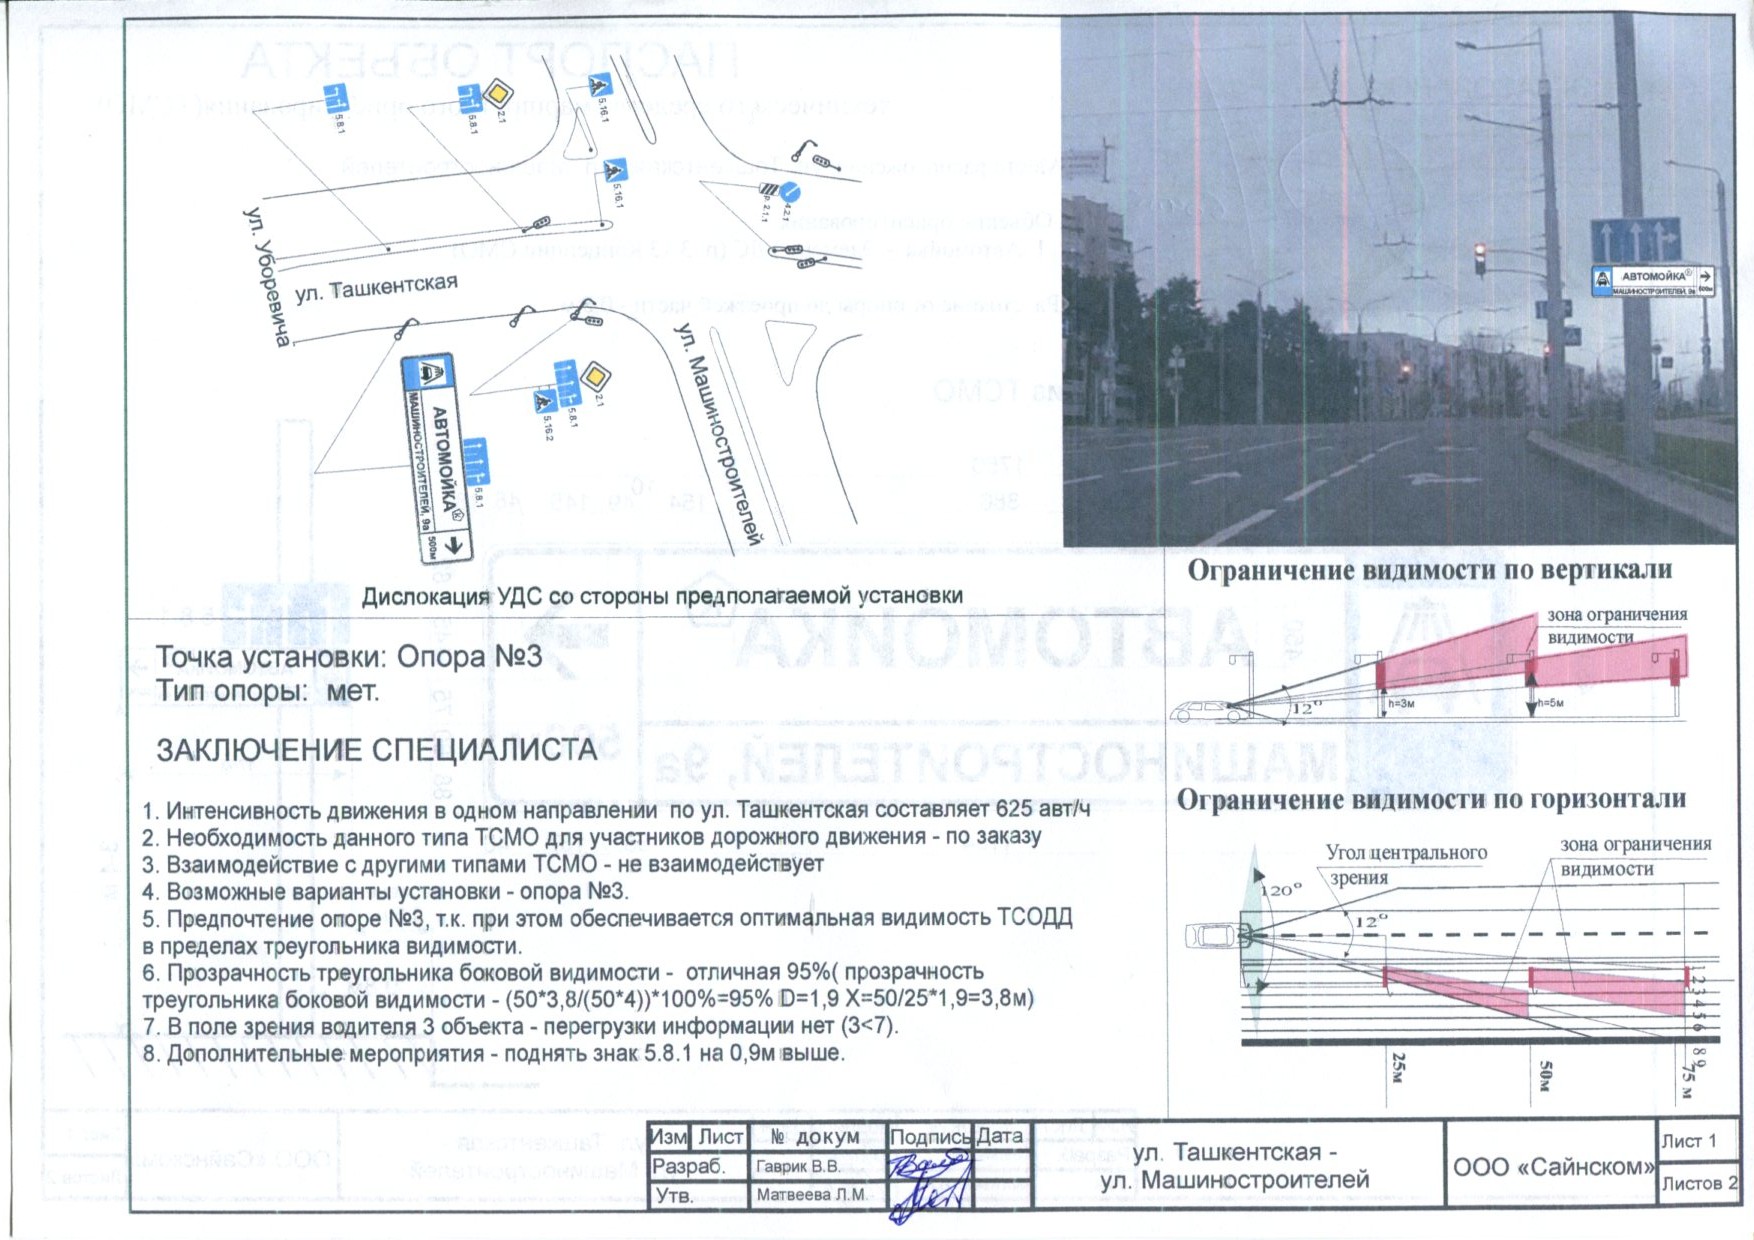 5.8.1
5.8.1
2.1
5.16.1
5.16.1
р. 2.1.1
4.2.1
ул. Уборевича
ул. Ташкентская
ул. Машиностроителей
АВТОМОЙКА
МАШИНОСТРОИТЕЛЕЙ, 9а
500м
5.8.1
5.16.2
5.8.1
2.1
Дислокация УДС со стороны предполагаемой установки
АВТОМОЙКА
МАШИНОСТРОИТЕЛЕЙ, 9а
500м
Точка установки: Опора №3
Тип опоры: мет.
ЗАКЛЮЧЕНИЕ СПЕЦИАЛИСТА
1. Интенсивность движения в одном направлении по ул. Ташкентская составляет 625 авт/ч
2. Необходимость данного типа ТСМО для участников дорожного движения - по заказу
3. Взаимодействие с другими типами ТСМО - не взаимодействует
4. Возможные варианты установки - опора №3.
5. Предпочтение опоре №3, т.к. при этом обеспечивается оптимальная видимость ТСОДД
в пределах треугольника видимости.
6. Прозрачность треугольника боковой видимости - отличная 95%( прозрачность
треугольника боковой видимости - (50*3,8/(50*4))*100%=95% D=1,9 X=50/25*1,9=3,8м)
7. В поле зрения водителя 3 объекта - перегрузки информации нет (3<7).
8. Дополнительные мероприятия - поднять знак 5.8.1 на 0,9м выше.
Ограничение видимости по вертикали
зона ограничения
видимости
12°
h=3м
h=5м
Ограничение видимости по горизонтали
Угол центрального
зрения
зона ограничения
видимости
120°
12°
1 2 3 4 5 6 8 9
25м
50м
75 м
Изм Лист № докум Подпись Дата
Разраб. Гаврик В.В.
Утв. Матвеева Л.М
ул. Ташкентская -
ул. Машиностроителей
ООО «Сайнском»
Лист 1
Листов 2